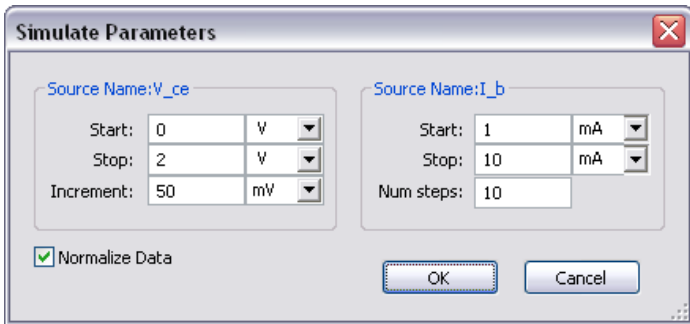 Simulate Parameters
Source Name:V_ce
Start: 0 V
Stop: 2 V
Increment: 50 mV
Source Name:I_b
Start: 1 mA
Stop: 10 mA
Num steps: 10
Normalize Data
OK Cancel